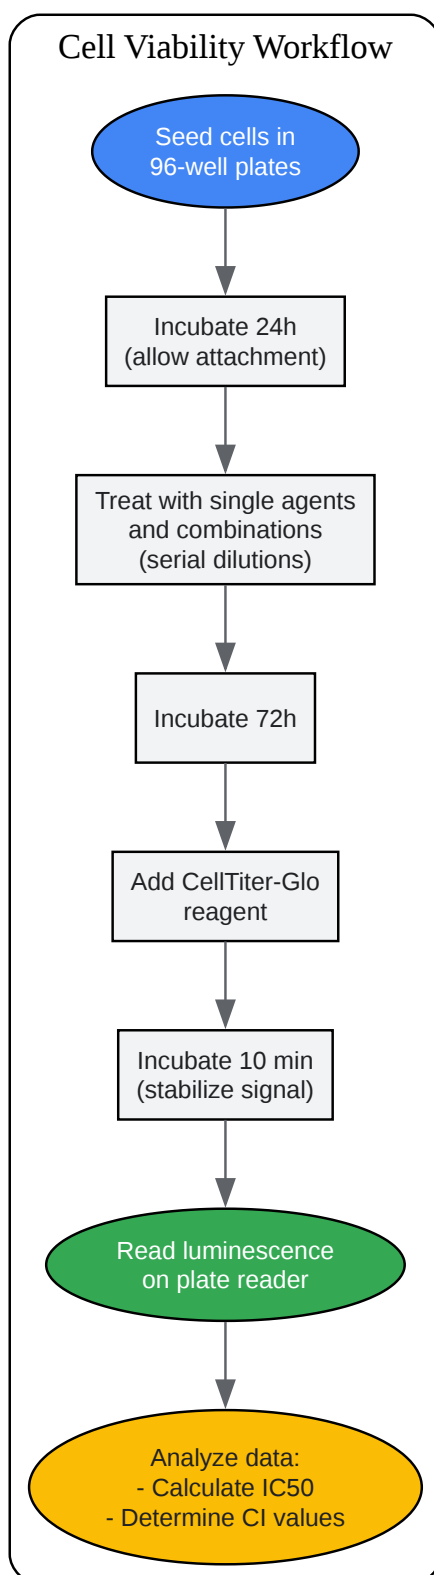 Cell Viability Workflow
Seed cells in
96-well plates
Incubate 24h
(allow attachment)
Treat with single agents
and combinations
(serial dilutions)
Incubate 72h
Add CellTiter-Glo
reagent
Incubate 10 min
(stabilize signal)
Read luminescence
on plate reader
Analyze data:
- Calculate IC50
- Determine CI values